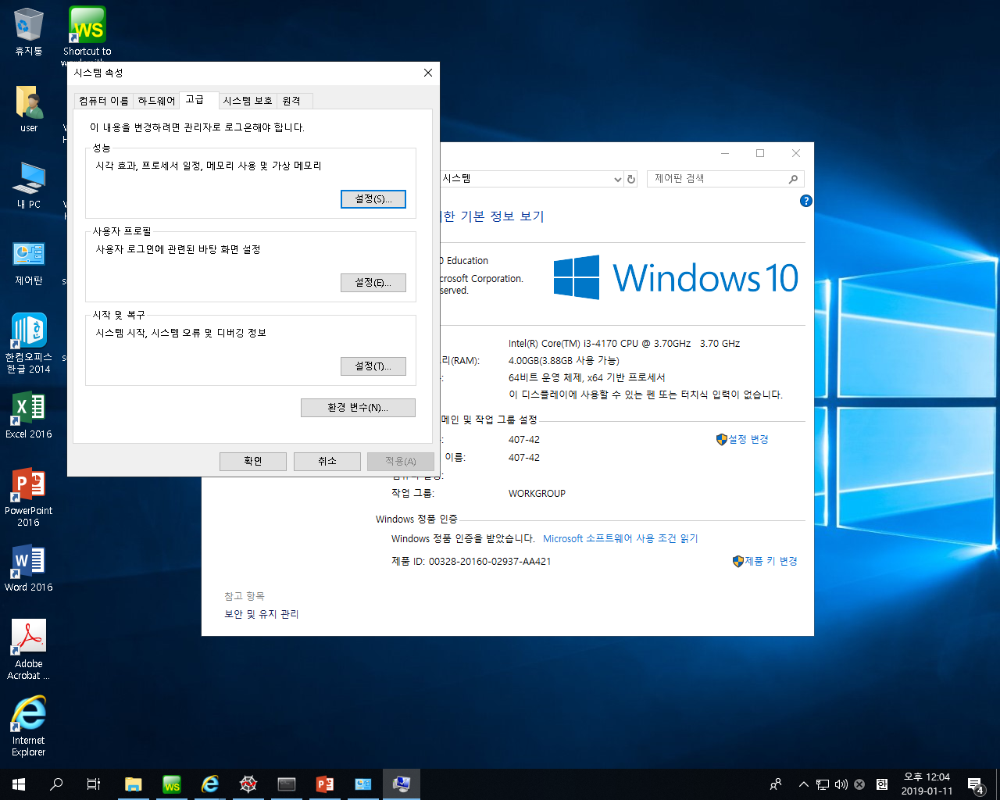 휴지통
WS
Shortcut to
user
내 PC
제어판
한컴오피스
한글 2014
Excel 2016
PowerPoint
2016
Word 2016
Adobe
Acrobat ...
Internet
Explorer
시스템 속성
컴퓨터 이름
하드웨어
고급
시스템 보호
원격
이 내용을 변경하려면 관리자로 로그온해야 합니다.
성능
시각 효과, 프로세서 일정, 메모리 사용 및 가상 메모리
설정(S)...
사용자 프로필
사용자 로그인에 관련된 바탕 화면 설정
설정(E)...
시작 및 복구
시스템 시작, 시스템 오류 및 디버깅 정보
설정(T)...
환경 변수(N)...
확인
취소
적용(A)
시스템
제어판 검색
한 기본 정보 보기
0 Education
crosoft Corporation.
served.
Windows 10
Intel(R) Core(TM) i3-4170 CPU @ 3.70GHz 3.70 GHz
리(RAM):
4.00GB(3.88GB 사용 가능)
64비트 운영 체제, x64 기반 프로세서
이 디스플레이에 사용할 수 있는 펜 또는 터치식 입력이 없습니다.
메인 및 작업 그룹 설정
407-42
설정 변경
이름:
407-42
작업 그룹:
WORKGROUP
Windows 정품 인증
Windows 정품 인증을 받았습니다.
Microsoft 소프트웨어 사용 조건 읽기
제품 ID: 00328-20160-02937-AA421
제품 키 변경
참고 항목
보안 및 유지 관리
WS
한
오후 12:04
2019-01-11
4